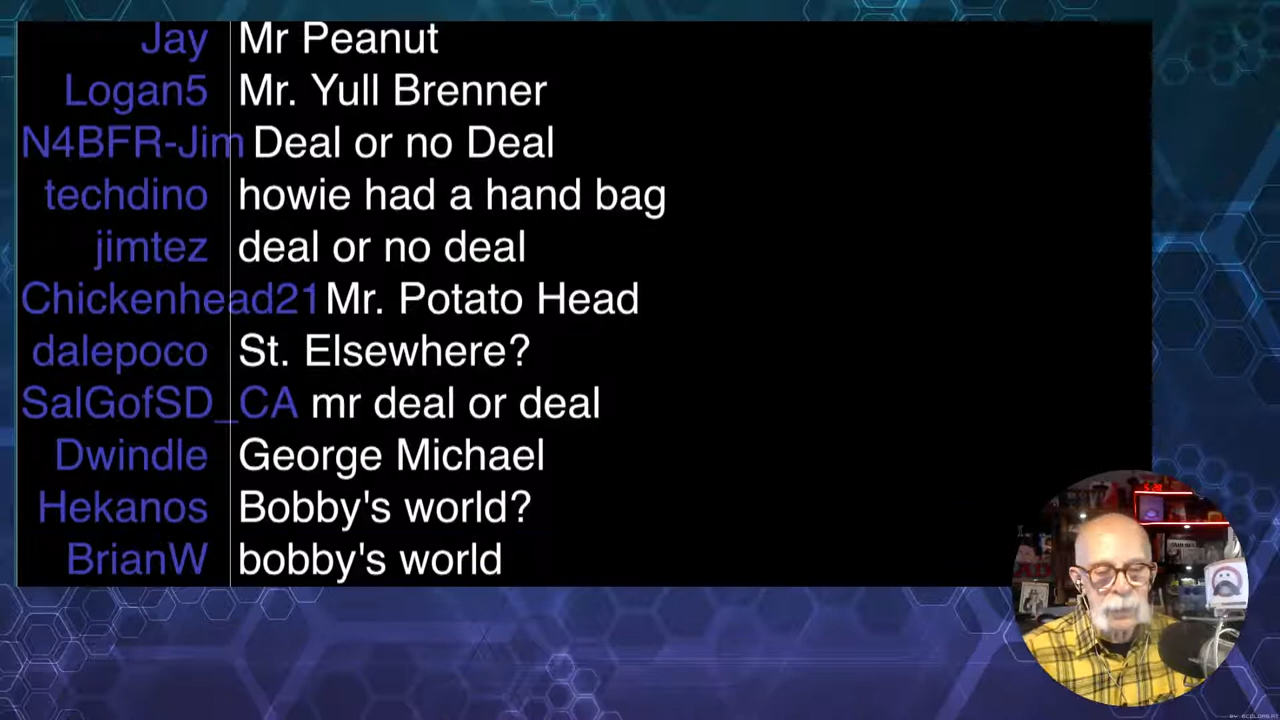 Jay Mr Peanut
Logan5 Mr. Yull Brenner
N4BFR-Jim Deal or no Deal
techdino howie had a hand bag
jimtez deal or no deal
Chickenhead21 Mr. Potato Head
dalepoco St. Elsewhere?
SalGofSD_CA mr deal or deal
Dwindle George Michael
Hekanos Bobby's world?
BrianW bobby's world